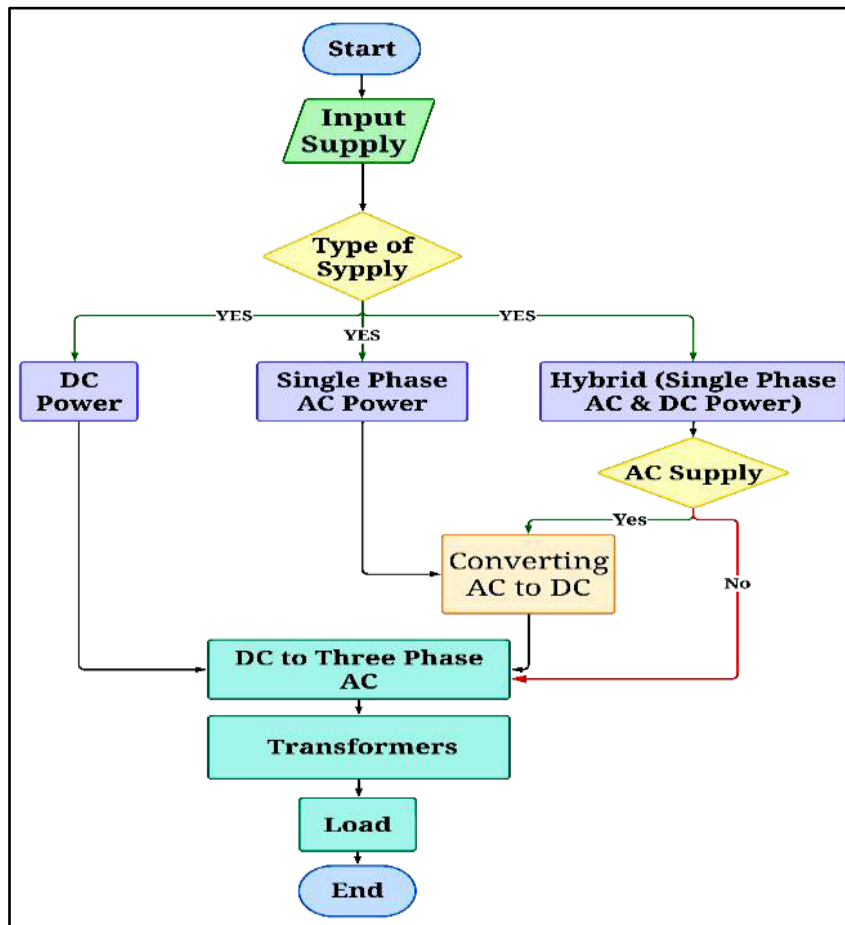 Start
Input
Supply
Type of
Sypply
YES
YES
YES
DC
Power
Single Phase
AC Power
Hybrid (Single Phase
AC & DC Power)
AC Supply
Yes
No
Converting
AC to DC
DC to Three Phase
AC
Transformers
Load
End